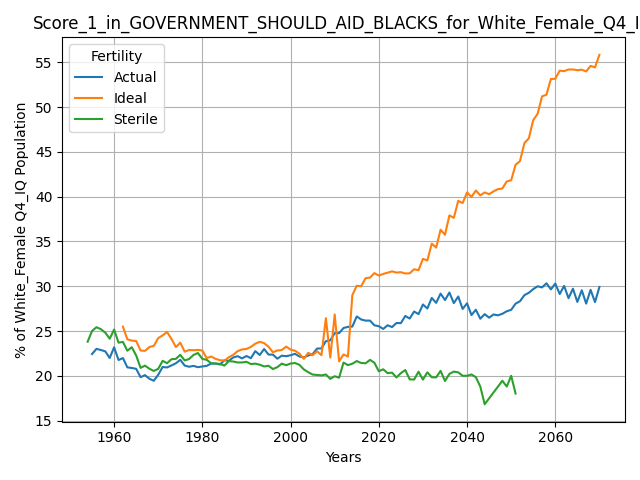 Score_1_in_GOVERNMENT_SHOULD_AID_BLACKS_for_White_Female_Q4_I
Fertility
Actual
Ideal
Sterile
55
50
45
40
35
30
25
20
15
% of White_Female Q4_IQ Population
1960 1980 2000 2020 2040 2060
Years